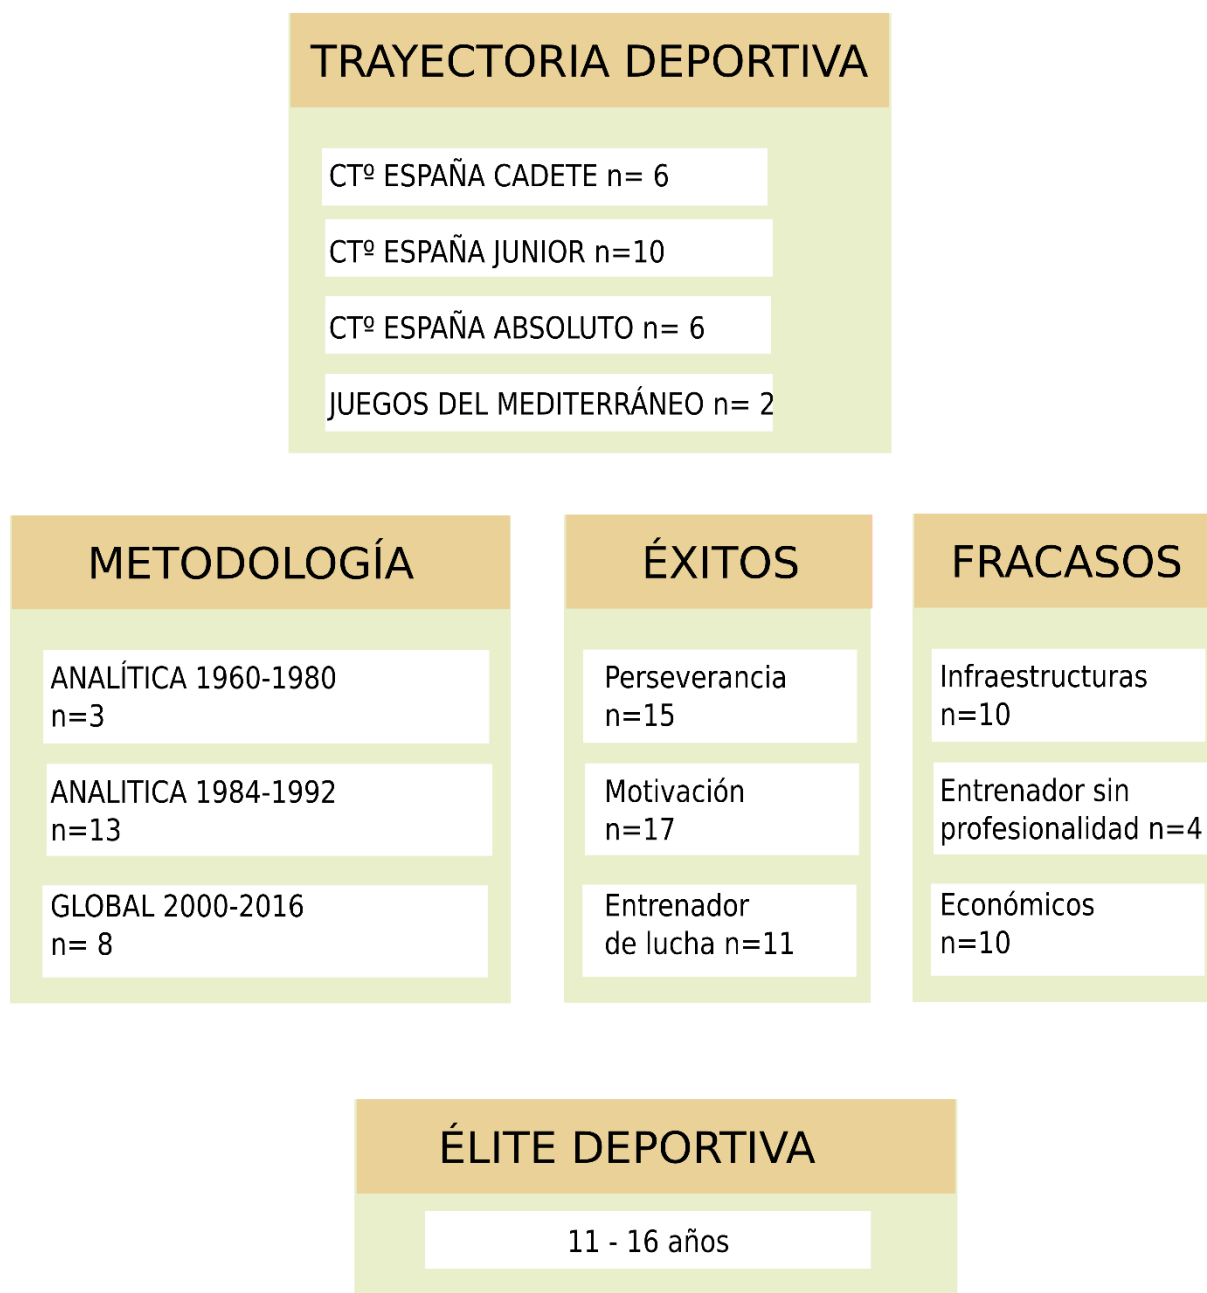 TRAYECTORIA DEPORTIVA
CTº ESPAÑA CADETE n= 6
CTº ESPAÑA JUNIOR n=10
CTº ESPAÑA ABSOLUTO n= 6
JUEGOS DEL MEDITERRÁNEO n= 2
METODOLOGÍA
ANALÍTICA 1960-1980
n=3
ANALITICA 1984-1992
n=13
GLOBAL 2000-2016
n= 8
ÉXITOS
Perseverancia
n=15
Motivación
n=17
Entrenador
de lucha n=11
FRACASOS
Infraestructuras
n=10
Entrenador sin
profesionalidad n=4
Económicos
n=10
ÉLITE DEPORTIVA
11 - 16 años